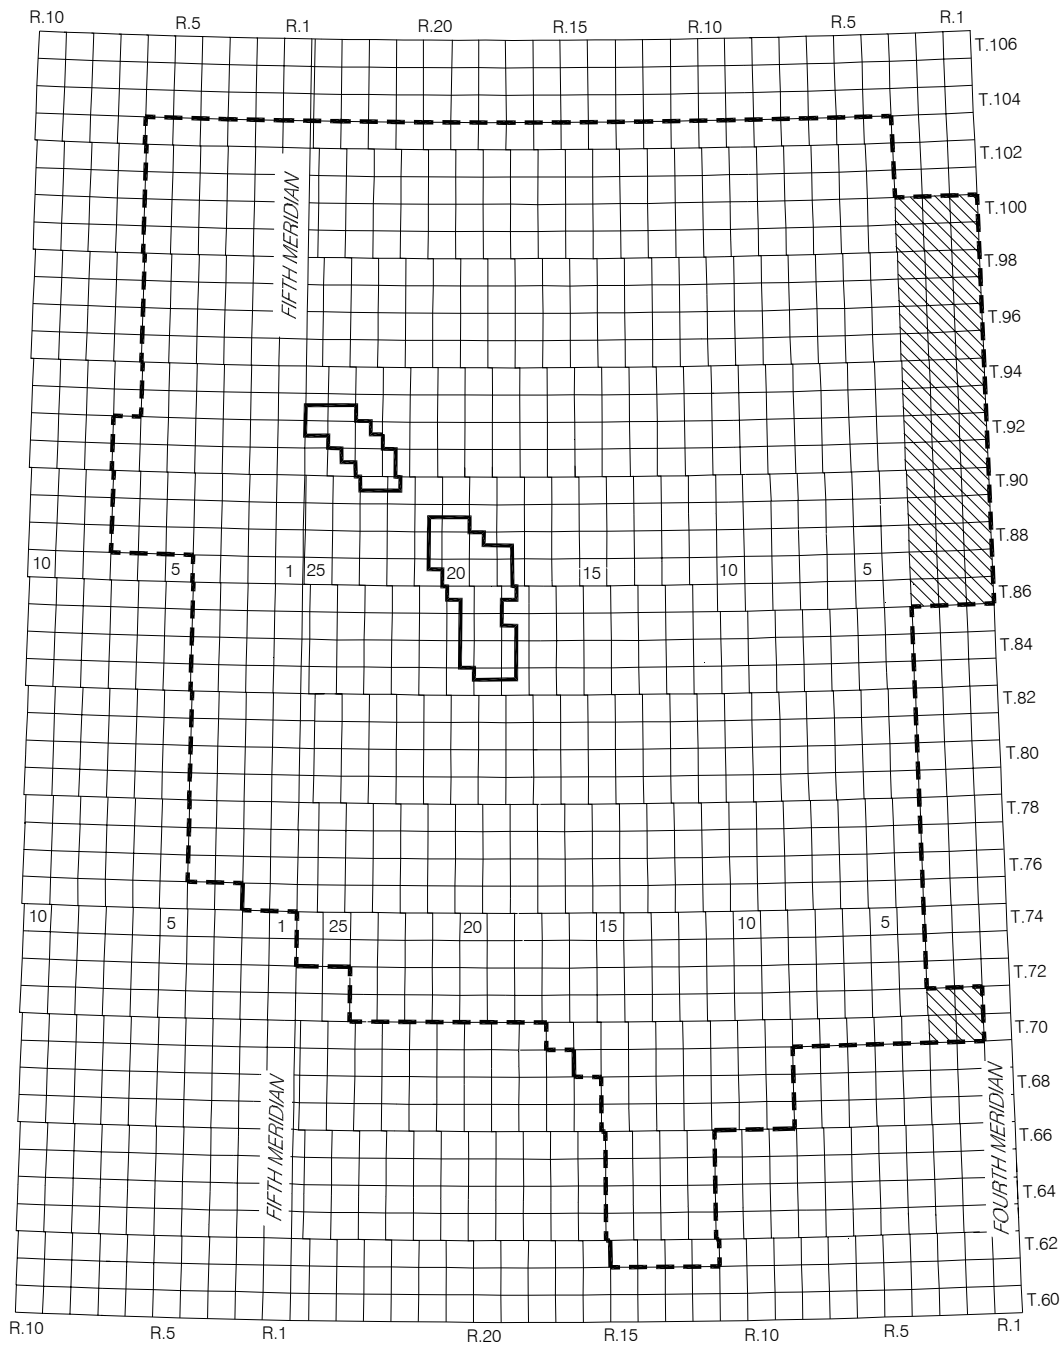 R.10 R.5 R.1 R.20 R.15 R.10 R.5 R.1
T.106
T.104
T.102
T.100
T.98
T.96
T.94
T.92
T.90
T.88
FIFTH MERIDIAN
10 5 1 25 20 15 10 5
T.86
T.84
T.82
T.80
T.78
T.76
10 5 1 25 20 15 10 5
T.74
T.72
T.70
T.68
T.66
T.64
T.62
T.60
FIFTH MERIDIAN
FOURTH MERIDIAN
R.10 R.5 R.1 R.20 R.15 R.10 R.5 R.1